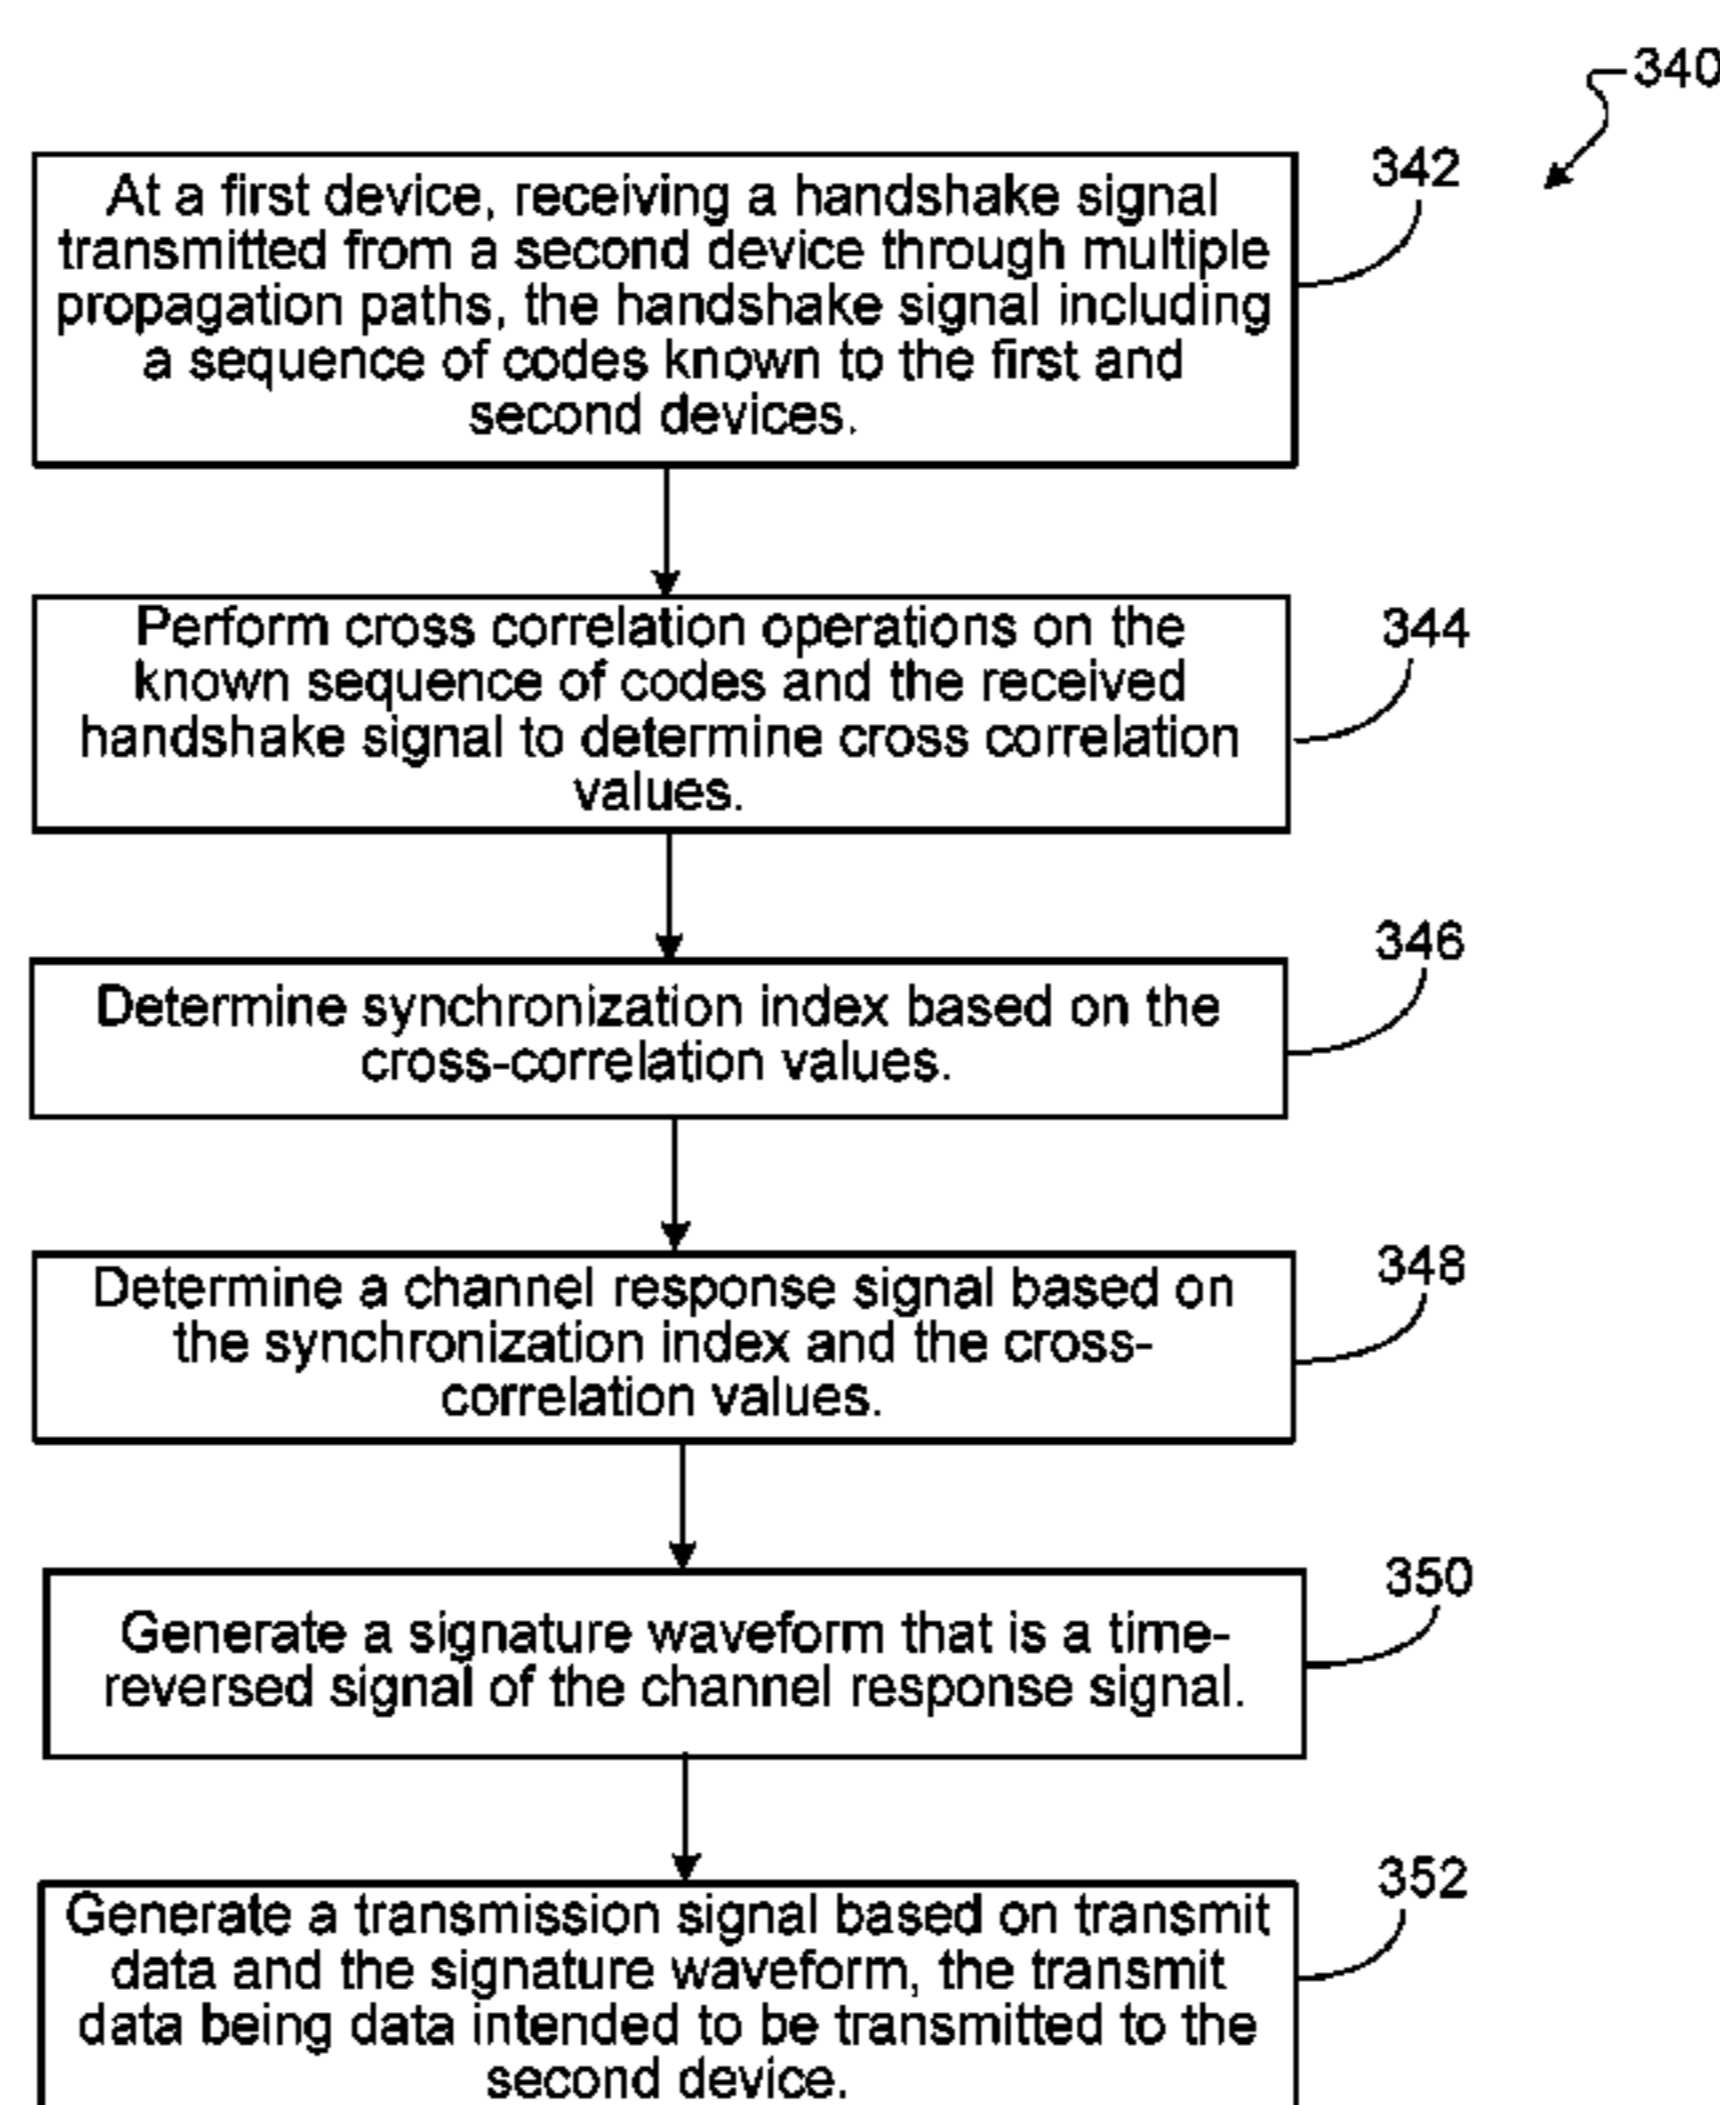 340
342
At a first device, receiving a handshake signal
transmitted from a second device through multiple
propagation paths, the handshake signal including
a sequence of codes known to the first and
second devices.
344
Perform cross correlation operations on the
known sequence of codes and the received
handshake signal to determine cross correlation
values.
346
Determine synchronization index based on the
cross-correlation values.
348
Determine a channel response signal based on
the synchronization index and the cross-
correlation values.
350
Generate a signature waveform that is a time-
reversed signal of the channel response signal.
352
Generate a transmission signal based on transmit
data and the signature waveform, the transmit
data being data intended to be transmitted to the
second device.